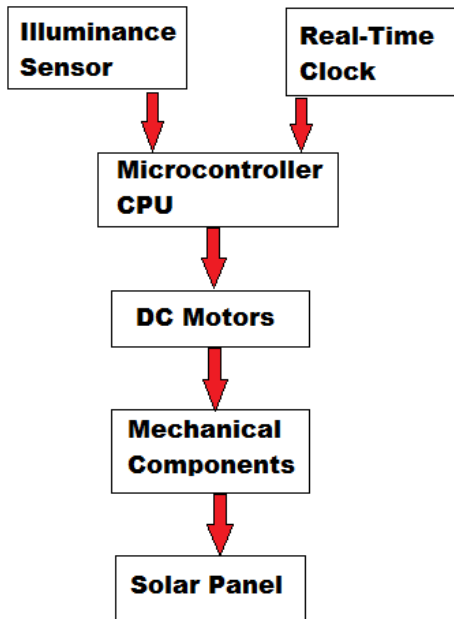 Illuminance
Sensor
Real-Time
Clock
Microcontroller
CPU
DC Motors
Mechanical
Components
Solar Panel